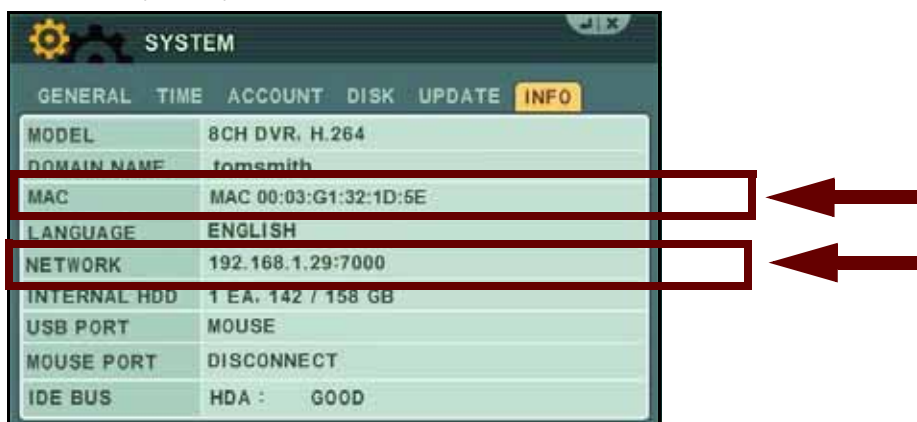 SYSTEM
GENERAL TIME ACCOUNT DISK UPDATE INFO
MODEL 8CH DVR, H.264
DOMAIN NAME tomsmith
MAC MAC 00:03:G1:32:1D:5E
LANGUAGE ENGLISH
NETWORK 192.168.1.29:7000
INTERNAL HDD 1 EA, 142 / 158 GB
USB PORT MOUSE
MOUSE PORT DISCONNECT
IDE BUS HDA : GOOD